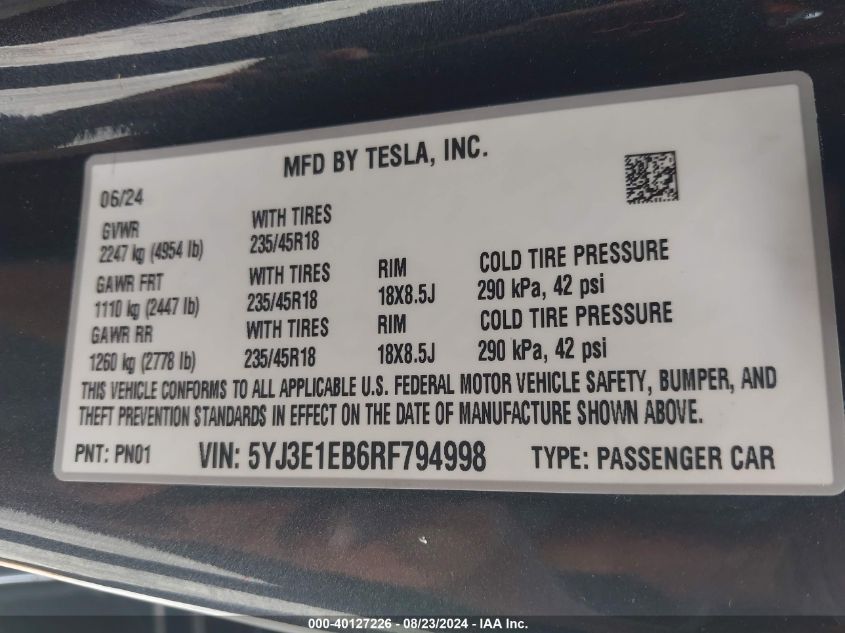 MFD BY TESLA, INC.
06/24
GVWR WITH TIRES
2247 kg (4954 lb) 235/45R18
GAWR FRT WITH TIRES RIM COLD TIRE PRESSURE
1110 kg (2447 lb) 235/45R18 18X8.5J 290 kPa, 42 psi
GAWR RR WITH TIRES RIM COLD TIRE PRESSURE
1260 kg (2778 lb) 235/45R18 18X8.5J 290 kPa, 42 psi
THIS VEHICLE CONFORMS TO ALL APPLICABLE U.S. FEDERAL MOTOR VEHICLE SAFETY, BUMPER, AND
THEFT PREVENTION STANDARDS IN EFFECT ON THE DATE OF MANUFACTURE SHOWN ABOVE.
PNT: PN01 VIN: 5YJ3E1EB6RF794998 TYPE: PASSENGER CAR
000-40127226 - 08/23/2024 - IAA Inc.